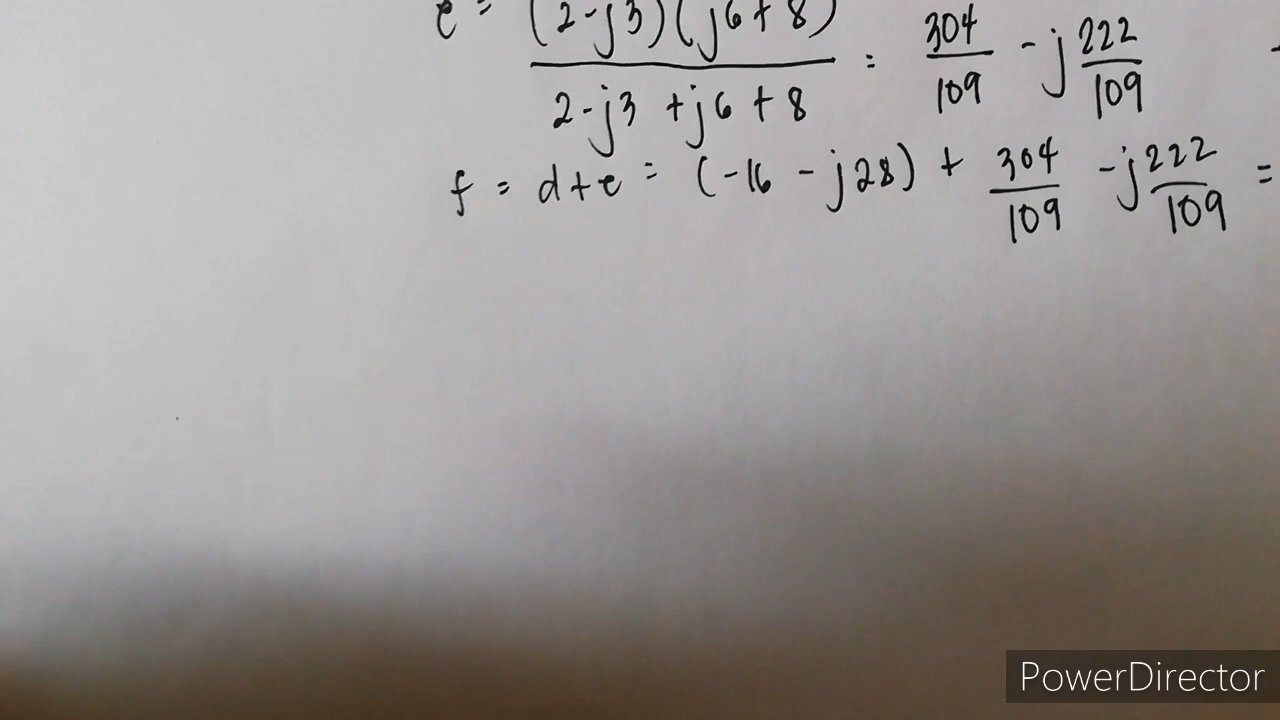 e = (2-j3)(j6+8)
2-j3 +j6 + 8
= 304/109 - j 222/109
f = d+e = (-16 - j28) + 304/109 - j 222/109 =
PowerDirector